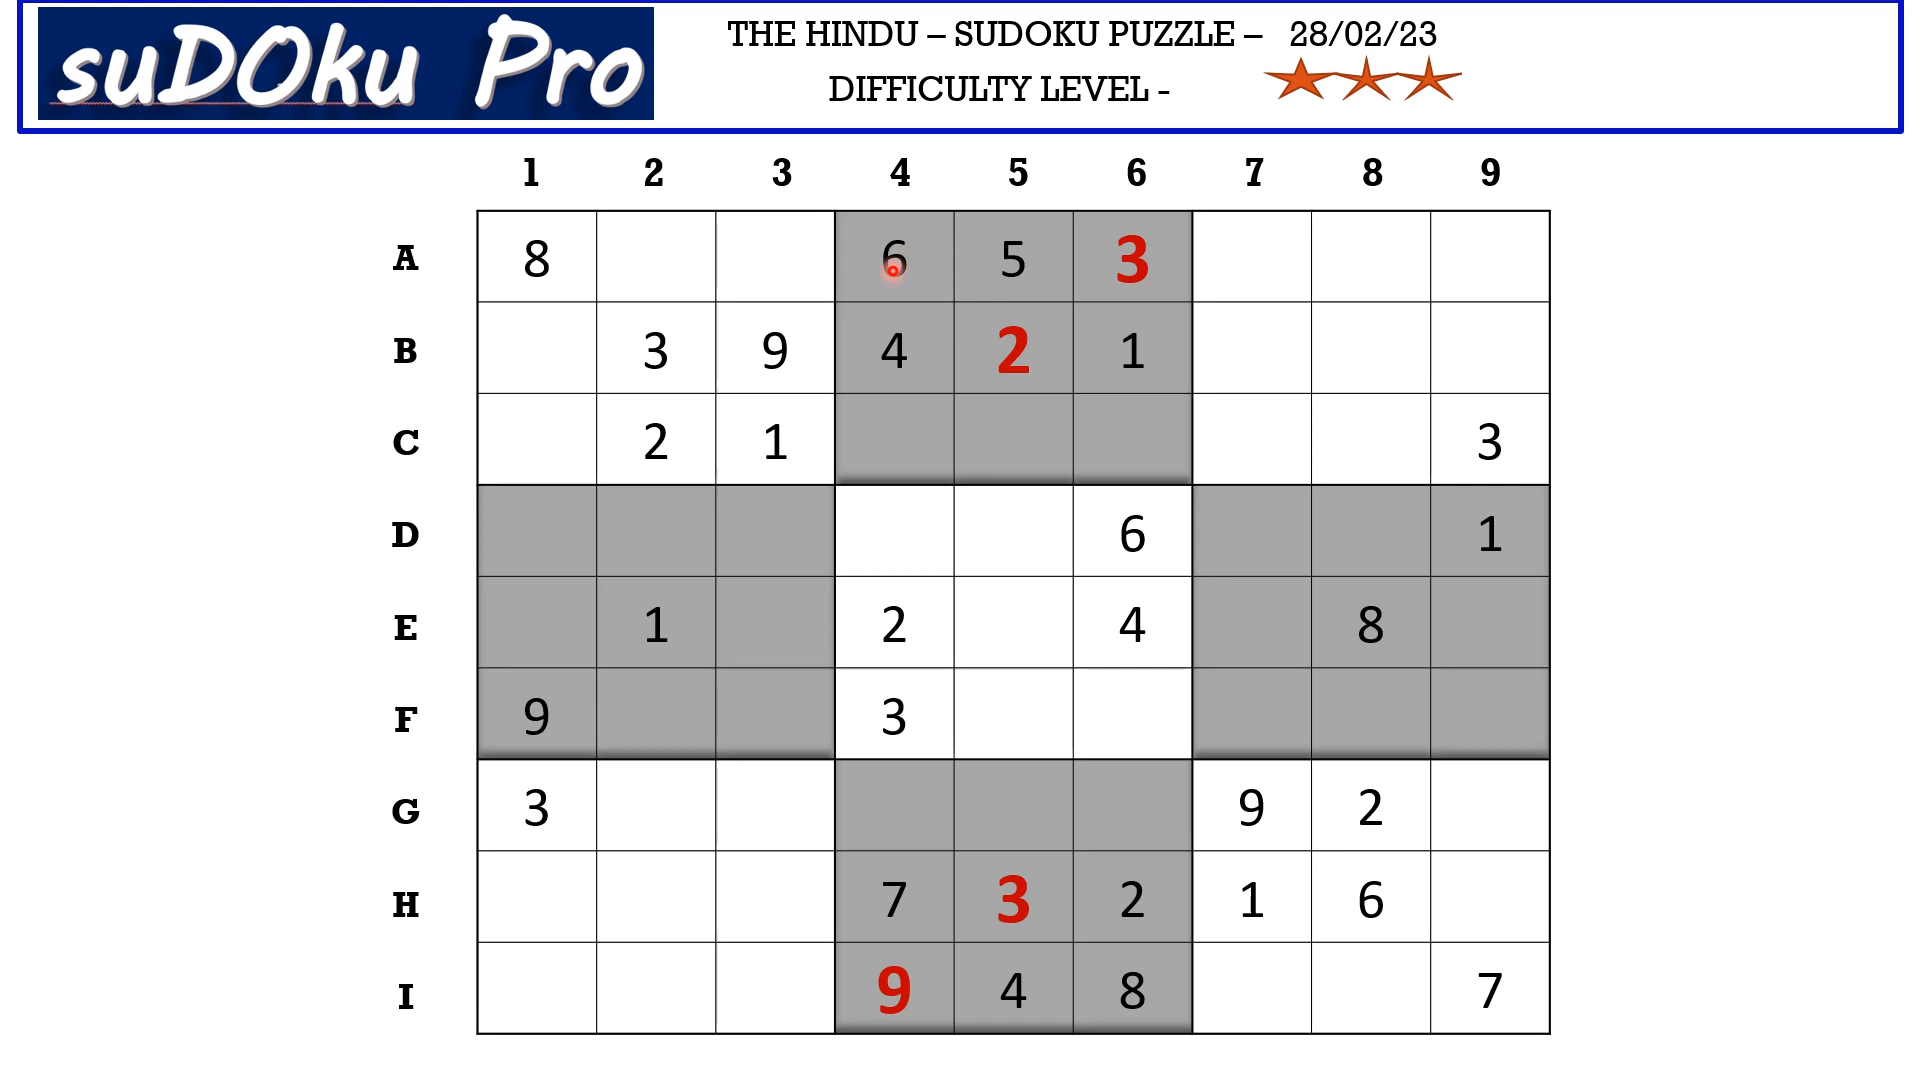 suDOku Pro
THE HINDU – SUDOKU PUZZLE – 28/02/23
DIFFICULTY LEVEL -
1 2 3 4 5 6 7 8 9
A 8 6 5 3
B 3 9 4 2 1
C 2 1 3
D 6 1
E 1 2 4 8
F 9 3
G 3 9 2
H 7 3 2 1 6
I 9 4 8 7